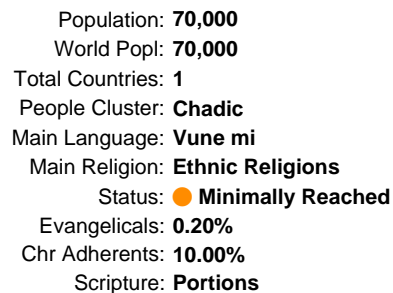 Population: 70,000
World Popl: 70,000
Total Countries: 1
People Cluster: Chadic
Main Language: Vune mi
Main Religion: Ethnic Religions
Status: Minimally Reached
Evangelicals: 0.20%
Chr Adherents: 10.00%
Scripture: Portions